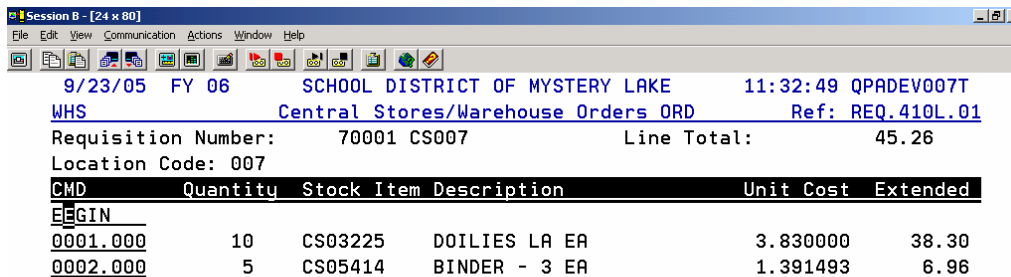 Session B - [24 x 80]
File Edit View Communication Actions Window Help
9/23/05 FY 06 SCHOOL DISTRICT OF MYSTERY LAKE 11:32:49 QPADEV007T
WHS Central Stores/Warehouse Orders ORD Ref: REQ.410L.01
Requisition Number: 70001 CS007 Line Total: 45.26
Location Code: 007
CMD Quantity Stock Item Description Unit Cost Extended
EEGIN
0001.000 10 CS03225 DOILIES LA EA 3.830000 38.30
0002.000 5 CS05414 BINDER - 3 EA 1.391493 6.96